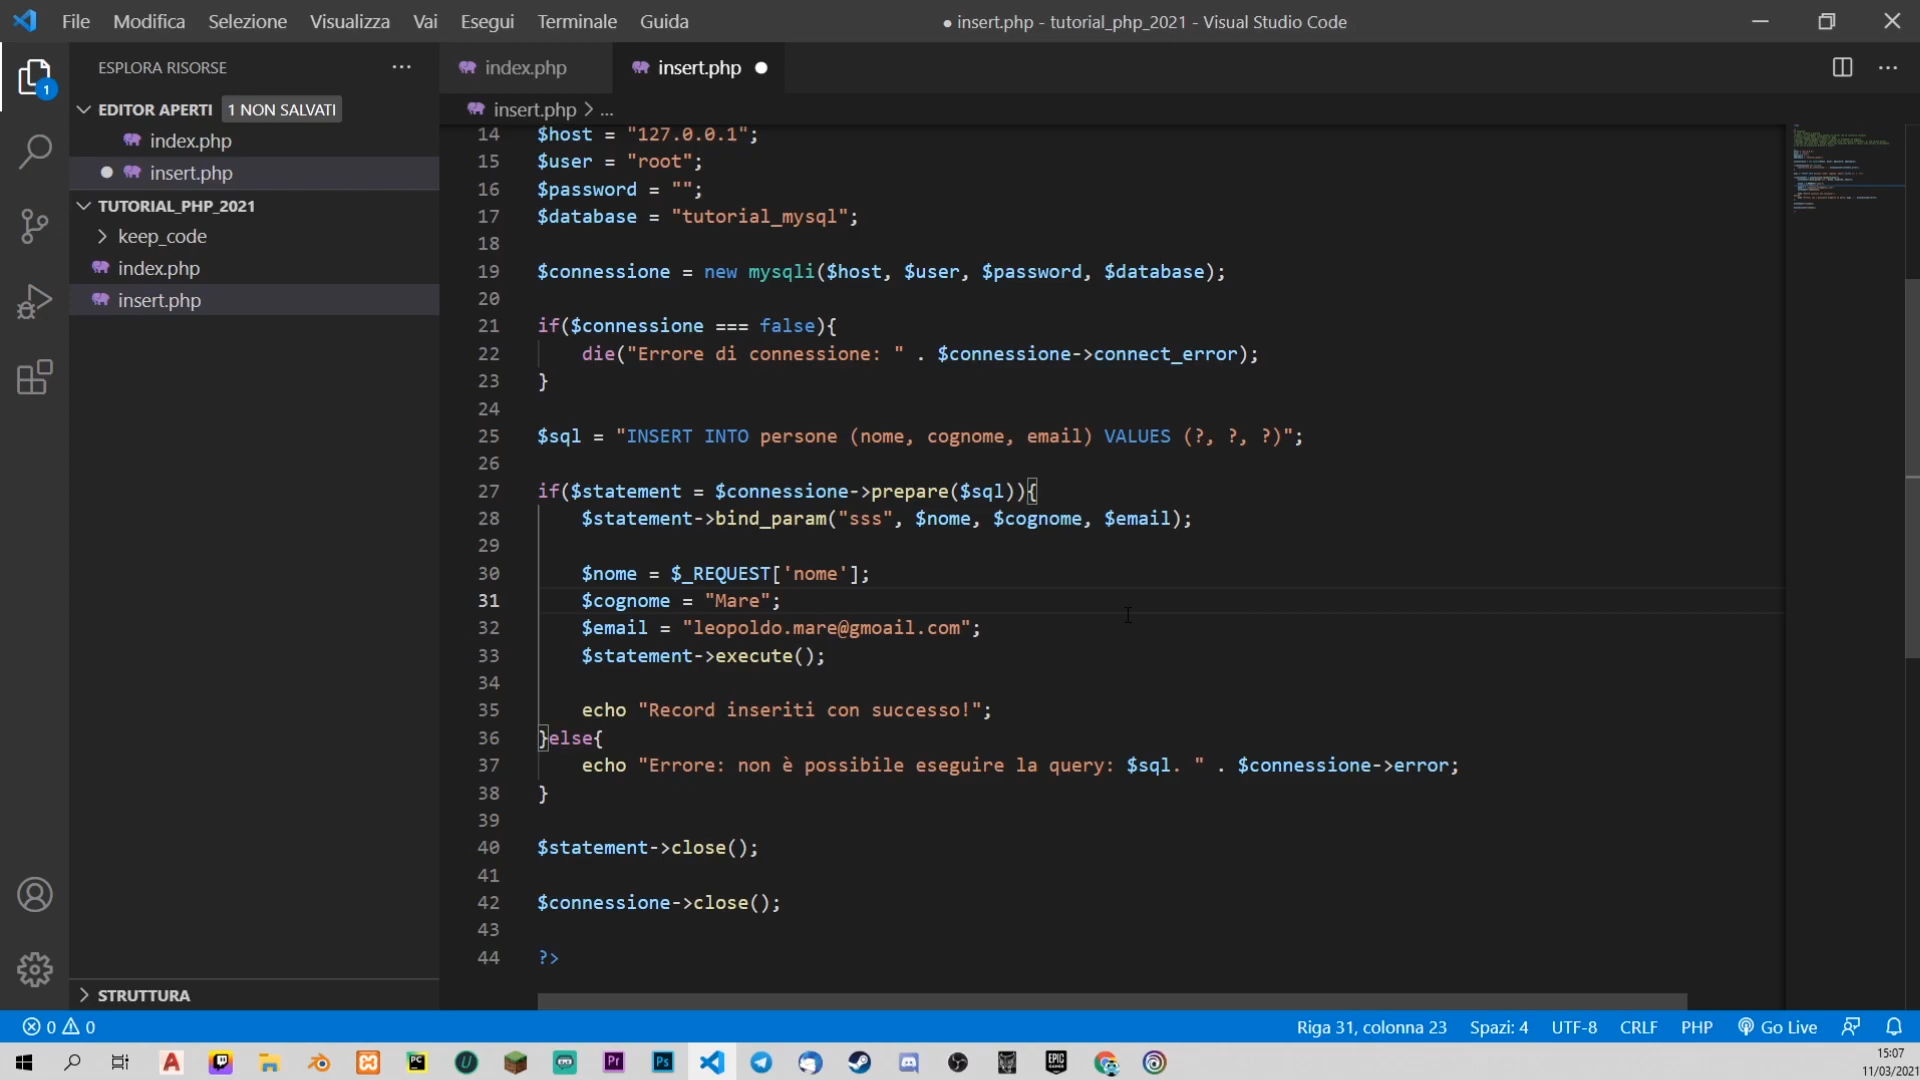 File Modifica Selezione Visualizza Vai Esegui Terminale Guida
● insert.php - tutorial_php_2021 - Visual Studio Code
ESPLORA RISORSE
1
EDITOR APERTI 1 NON SALVATI
index.php
insert.php
TUTORIAL_PHP_2021
keep_code
index.php
insert.php
STRUTTURA
index.php
insert.php
insert.php > ...
14 $host = "127.0.0.1";
15 $user = "root";
16 $password = "";
17 $database = "tutorial_mysql";
18
19 $connessione = new mysqli($host, $user, $password, $database);
20
21 if($connessione === false){
22 die("Errore di connessione: " . $connessione->connect_error);
23 }
24
25 $sql = "INSERT INTO persone (nome, cognome, email) VALUES (?, ?, ?)";
26
27 if($statement = $connessione->prepare($sql)){
28 $statement->bind_param("sss", $nome, $cognome, $email);
29
30 $nome = $_REQUEST['nome'];
31 $cognome = "Mare";
32 $email = "leopoldo.mare@gmoail.com";
33 $statement->execute();
34
35 echo "Record inseriti con successo!";
36 }else{
37 echo "Errore: non è possibile eseguire la query: $sql. " . $connessione->error;
38 }
39
40 $statement->close();
41
42 $connessione->close();
43
44 ?>
0 0
Riga 31, colonna 23 Spazi: 4 UTF-8 CRLF PHP Go Live
15:07
11/03/2021